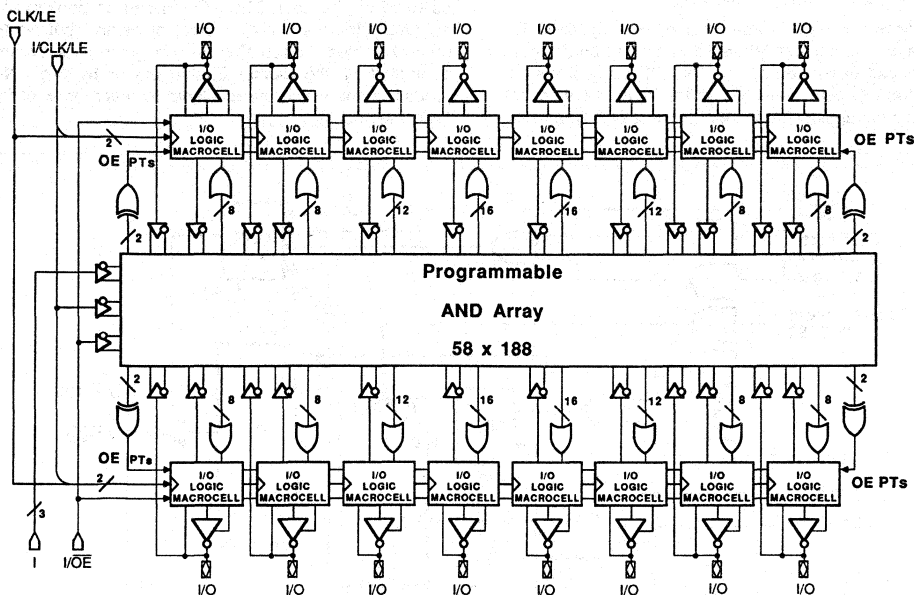 CLK/LE
I/CLK/LE
I/O I/O I/O I/O I/O I/O I/O I/O
I/O LOGIC MACROCELL
I/O LOGIC MACROCELL
I/O LOGIC MACROCELL
I/O LOGIC MACROCELL
I/O LOGIC MACROCELL
I/O LOGIC MACROCELL
I/O LOGIC MACROCELL
I/O LOGIC MACROCELL
2
OE PTs
OE PTs
8 8 12 16 16 12 8 8
2 2
Programmable
AND Array
58 x 188
2 2
8 8 12 16 16 12 8 8
OE PTs
OE PTs
2
I/O LOGIC MACROCELL
I/O LOGIC MACROCELL
I/O LOGIC MACROCELL
I/O LOGIC MACROCELL
I/O LOGIC MACROCELL
I/O LOGIC MACROCELL
I/O LOGIC MACROCELL
I/O LOGIC MACROCELL
3
I
I/O̅E̅
I/O I/O I/O I/O I/O I/O I/O I/O